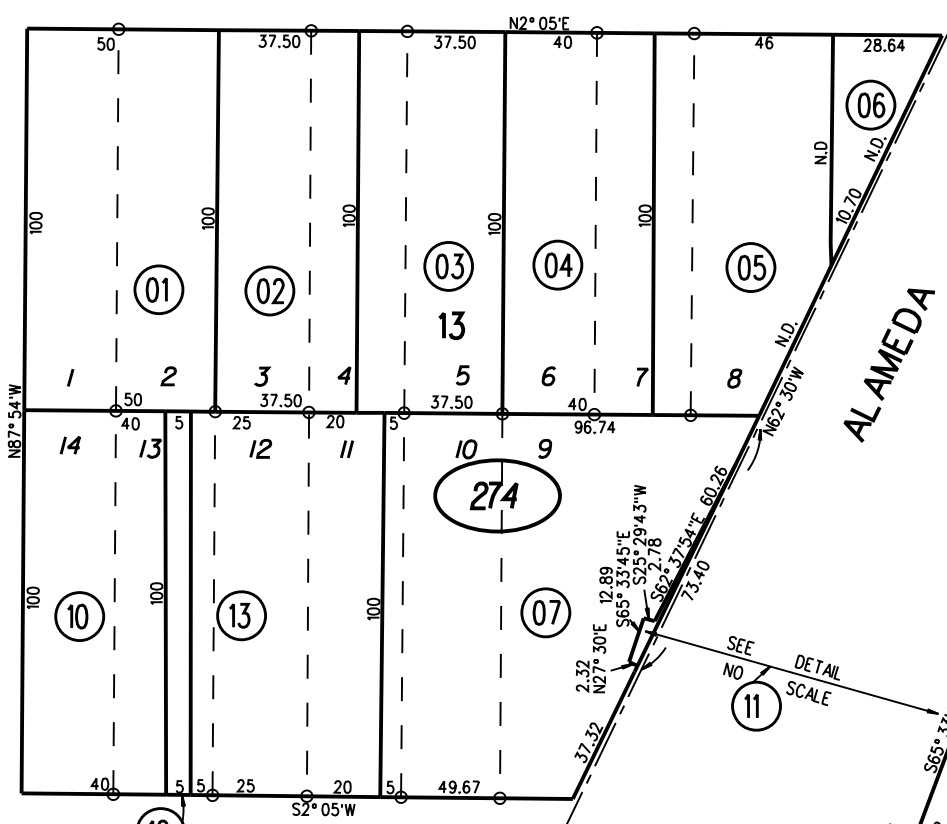 N2° 05'E
50 37.50 37.50 40 46 28.64
06
N.D N.D.
10.70
100 100 100 100 100
01 02 03 04 05
13
N.D.
ALAMEDA
1 2 3 4 5 6 7 8
N62° 30'W
50 37.50 37.50 40
N87° 54'W
40 5 25 20 5 96.74
14 13 12 11 10 9
274
60.26
S62° 37'54"E
73.40
S25° 29'43"W
2.78
S65° 33'45"E
12.89
100 100 100
10 13 07
N27° 30'E
2.32
SEE DETAIL
NO SCALE
11
37.32
S65° 33'
40 5 5 25 20 5 49.67
S2° 05'W